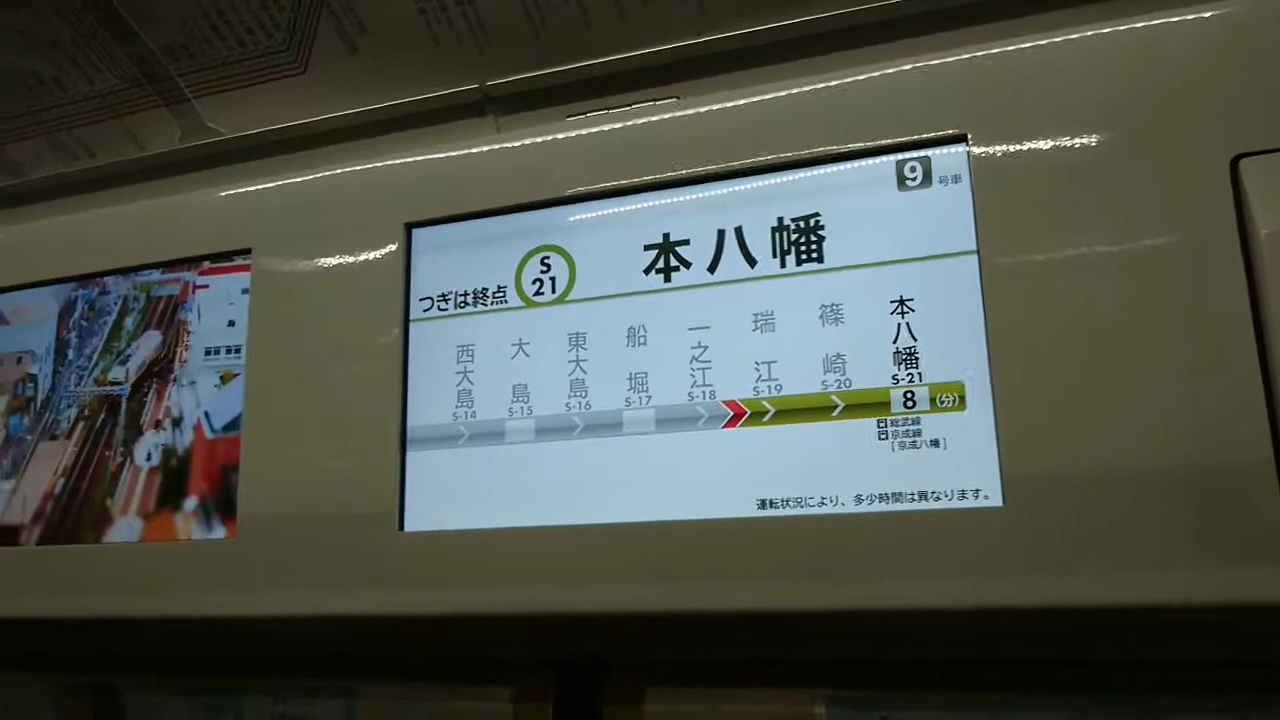 9 号車
つぎは終点 S 21 本八幡
西大島 大島 東大島 船堀 一之江 瑞江 篠崎 本八幡
S-14 S-15 S-16 S-17 S-18 S-19 S-20 S-21
8 (分)
総武線
京成線
[京成八幡]
運転状況により、多少時間は異なります。